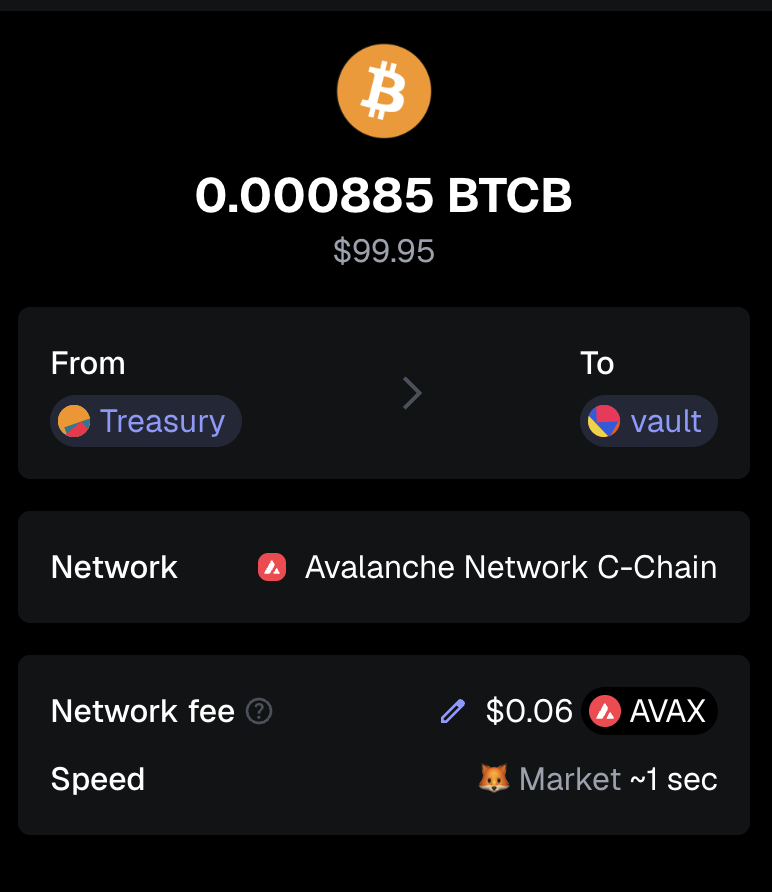 0.000885 BTCB
$99.95
From
To
Treasury
vault
Network Avalanche Network C-Chain
Network fee $0.06 AVAX
Speed Market ~1 sec